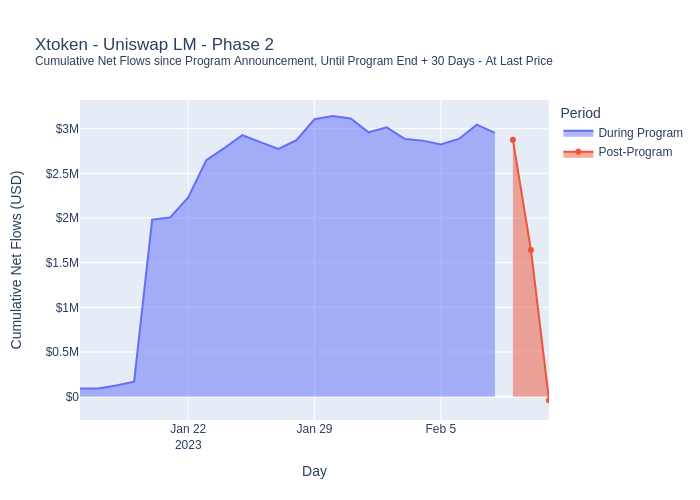 Xtoken - Uniswap LM - Phase 2
Cumulative Net Flows since Program Announcement, Until Program End + 30 Days - At Last Price
Period
During Program
Post-Program
Cumulative Net Flows (USD)
$3M
$2.5M
$2M
$1.5M
$1M
$0.5M
$0
Jan 22
2023
Jan 29
Feb 5
Day